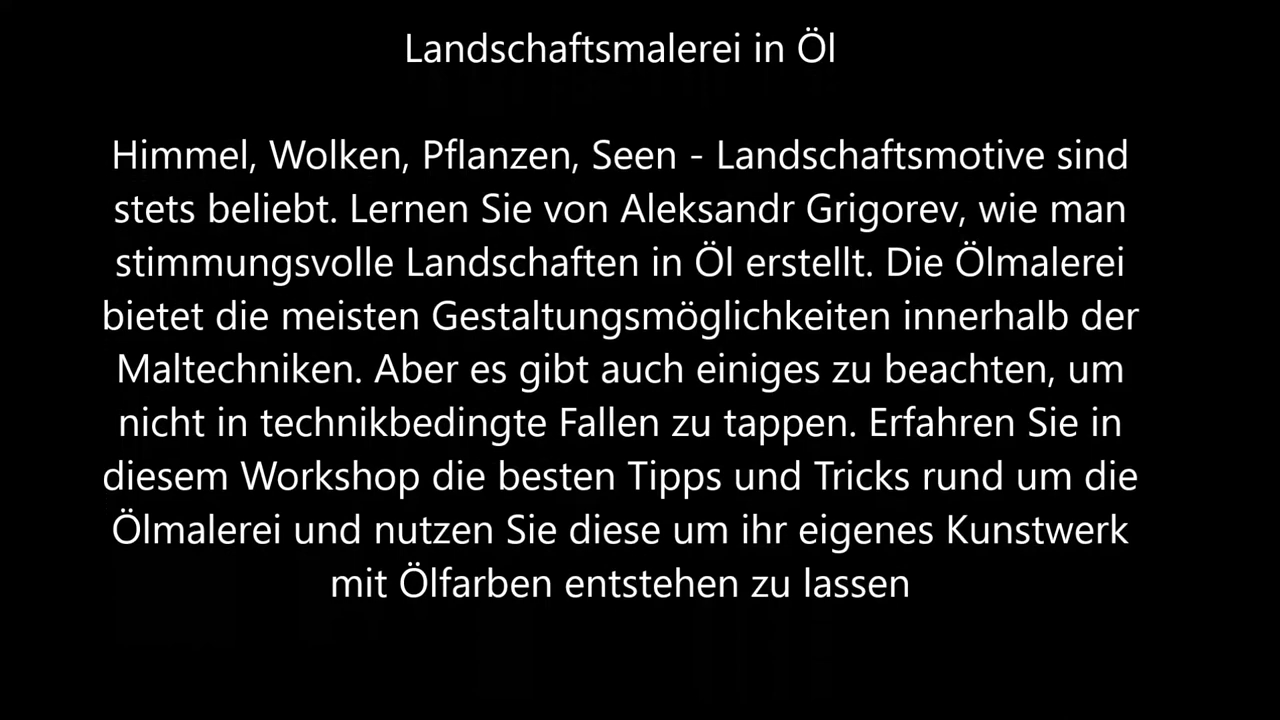 Landschaftsmalerei in Öl
Himmel, Wolken, Pflanzen, Seen - Landschaftsmotive sind
stets beliebt. Lernen Sie von Aleksandr Grigorev, wie man
stimmungsvolle Landschaften in Öl erstellt. Die Ölmalerei
bietet die meisten Gestaltungsmöglichkeiten innerhalb der
Maltechniken. Aber es gibt auch einiges zu beachten, um
nicht in technikbedingte Fallen zu tappen. Erfahren Sie in
diesem Workshop die besten Tipps und Tricks rund um die
Ölmalerei und nutzen Sie diese um ihr eigenes Kunstwerk
mit Ölfarben entstehen zu lassen